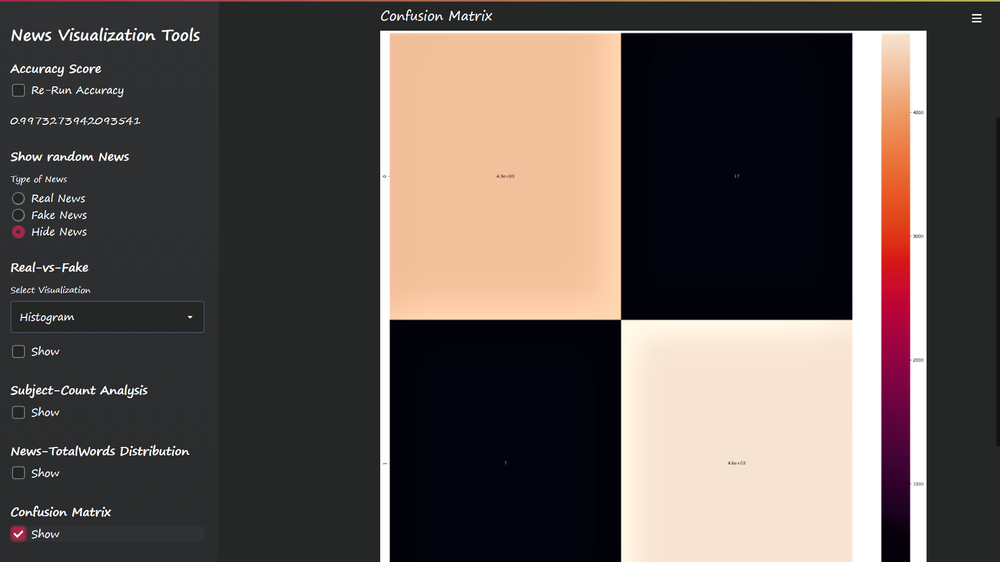 News Visualization Tools
Accuracy Score
Re-Run Accuracy
0.9973273942093541
Show random News
Type of News
Real News
Fake News
Hide News
Real-vs-Fake
Select Visualization
Histogram
Show
Subject-Count Analysis
Show
News-TotalWords Distribution
Show
Confusion Matrix
Show
Confusion Matrix
0
4.3e+03
17
1
7
4.6e+03
4000
3000
2000
1000